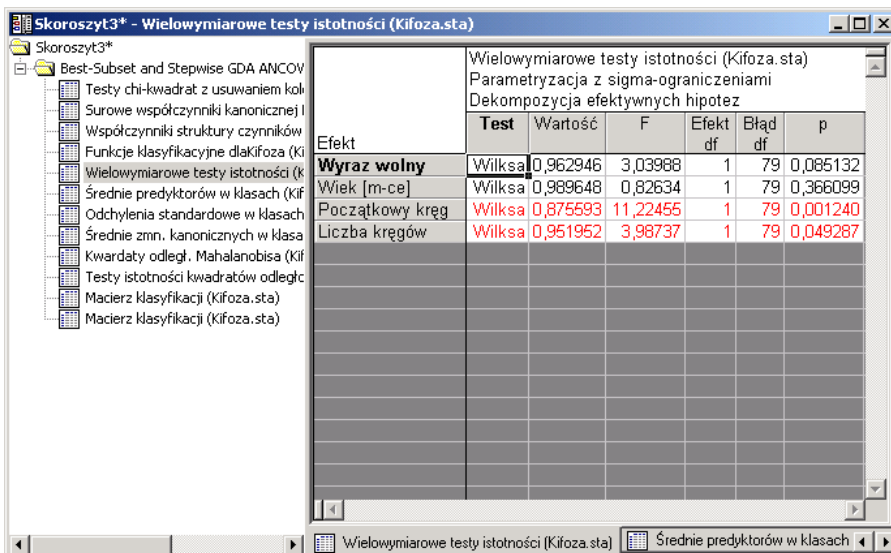 Skoroszyt3* - Wielowymiarowe testy istotności (Kifoza.sta)
Skoroszyt3*
Best-Subset and Stepwise GDA ANCOV
Testy chi-kwadrat z usuwaniem kole
Surowe współczynniki kanonicznej
Współczynniki struktury czynników
Funkcje klasyfikacyjne dlaKifoza (Ki
Wielowymiarowe testy istotności (K
Średnie predyktorów w klasach (Kif
Odchylenia standardowe w klasach
Średnie zmn. kanonicznych w klasa
Kwardaty odległ. Mahalanobisa (Kif
Testy istotności kwadratów odległc
Macierz klasyfikacji (Kifoza.sta)
Macierz klasyfikacji (Kifoza.sta)
Wielowymiarowe testy istotności (Kifoza.sta)
Parametryzacja z sigma-ograniczeniami
Dekompozycja efektywnych hipotez
Efekt Test Wartość F Efekt df Błąd df p
Wyraz wolny Wilksa 0,962946 3,03988 1 79 0,085132
Wiek [m-ce] Wilksa 0,989648 0,82634 1 79 0,366099
Początkowy kręg Wilksa 0,875593 11,22455 1 79 0,001240
Liczba kręgów Wilksa 0,951952 3,98737 1 79 0,049287
Wielowymiarowe testy istotności (Kifoza.sta)
Średnie predyktorów w klasach